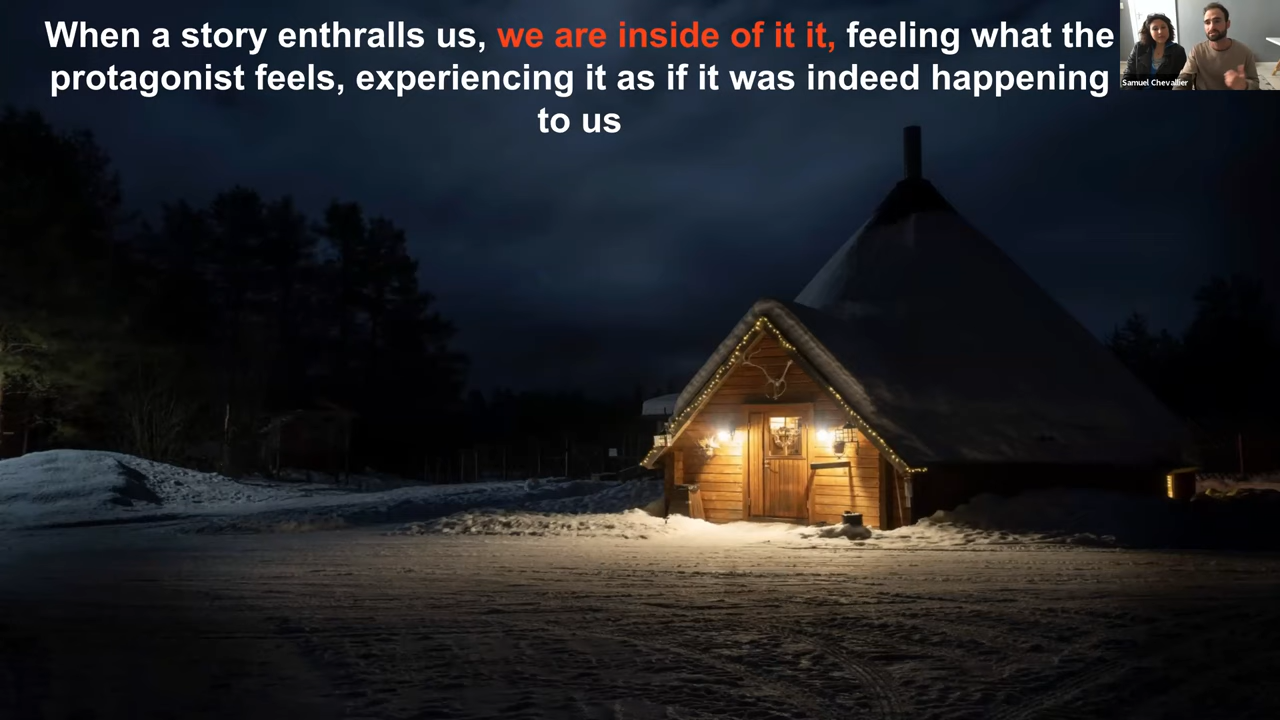 When a story enthralls us, we are inside of it it, feeling what the
protagonist feels, experiencing it as if it was indeed happening
to us
Samuel Chevallier